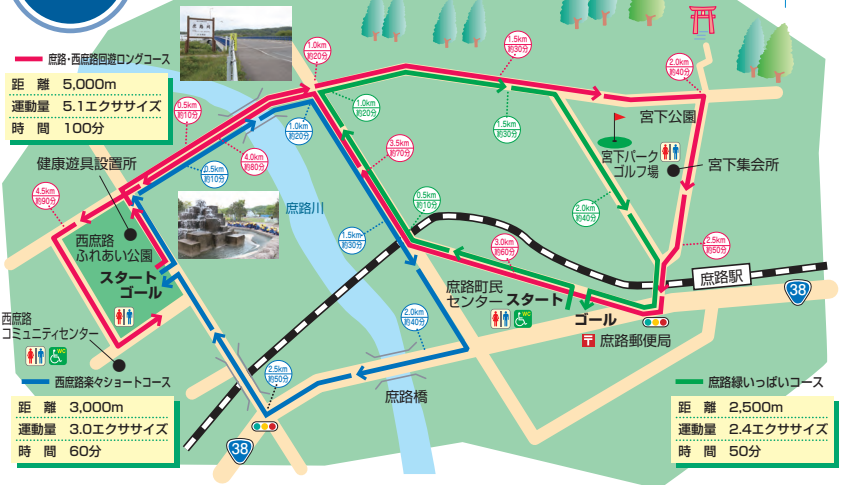 庶路・西庶路回遊ロングコース
距離 5,000m
運動量 5.1エクササイズ
時間 100分
1.0km
約20分
1.5km
約30分
2.0km
約40分
0.5km
約10分
1.0km
約20分
1.0km
約20分
1.5km
約30分
宮下公園
宮下パーク
ゴルフ場
宮下集会所
4.0km
約80分
3.5km
約70分
0.5km
約10分
健康遊具設置所
4.5km
約90分
0.5km
約10分
2.0km
約40分
庶路川
1.5km
約30分
3.0km
約60分
2.5km
約50分
西庶路
ふれあい公園
スタート
ゴール
庶路駅
38
庶路町民
センター
スタート
ゴール
庶路郵便局
西庶路
コミュニティセンター
WC
WC
2.0km
約40分
2.5km
約50分
庶路橋
38
西庶路楽々ショートコース
距離 3,000m
運動量 3.0エクササイズ
時間 60分
庶路緑いっぱいコース
距離 2,500m
運動量 2.4エクササイズ
時間 50分